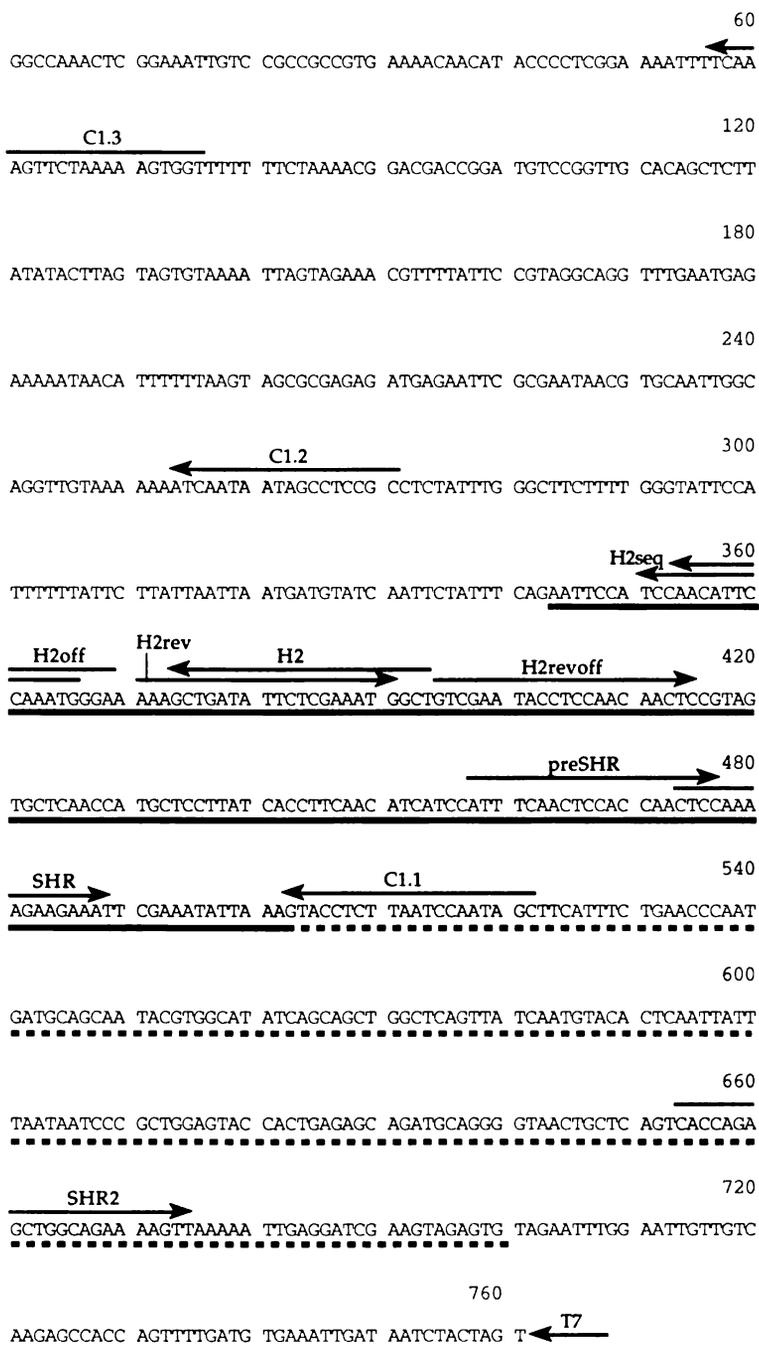 60
GGCCAAACTC GGAAATTGTC CGCCGCCGTG AAAACAACAT ACCCCTCGGA AAATTTTCAA
C1.3 120
AGTTCTAAAA AGTGGTTTTT TTCTAAAACG GACGACCGGA TGTCCGGTTG CACAGCTCTT
180
ATATACTTAG TAGTGTAAAA TTAGTAGAAA CGTTTTATTC CGTAGGCAGG TTTGAATGAG
240
AAAAATAACA TTTTTTAAGT AGCGCGAGAG ATGAGAATTC GCGAATAACG TGCAATTGGC
C1.2 300
AGGTTGTAAA AAAATCAATA ATAGCCTCCG CCTCTATTTG GGCTTCTTTT GGGTATTCCA
H2seq 360
TTTTTTATTC TTATTAATTA ATGATGTATC AATTCTATTT CAGAATTCCA TCCAACATTC
H2off H2rev H2 H2revoff 420
CAAATGGGAA AAAGCTGATA TTCTCGAAAT GGCTGTCGAA TACCTCCAAC AACTCCGTAG
preSHR 480
TGCTCAACCA TGCTCCTTAT CACCTTCAAC ATCATCCATT TCAACTCCAC CAACTCCAAA
SHR C1.1 540
AGAAGAAATT CGAAATATTA AAGTACCTCT TAATCCAATA GCTTCATTTC TGAACCCAAT
600
GATGCAGCAA TACGTGGCAT ATCAGCAGCT GGCTCAGTTA TCAATGTACA CTCAATTATT
660
TAATAATCCC GCTGGAGTAC CACTGAGAGC AGATGCAGGG GTAACTGCTC AGTCACCAGA
SHR2 720
GCTGGCAGAA AAGTTAAAAA TTGAGGATCG AAGTAGAGTG TAGAATTTGG AATTGTTGTC
760
AAGAGCCACC AGTTTTGATG TGAAATTGAT AATCTACTAG T T7